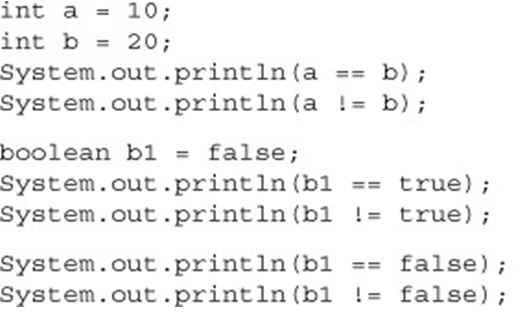 int a = 10;
int b = 20;
System.out.println(a == b);
System.out.println(a != b);
boolean b1 = false;
System.out.println(b1 == true);
System.out.println(b1 != true);
System.out.println(b1 == false);
System.out.println(b1 != false);